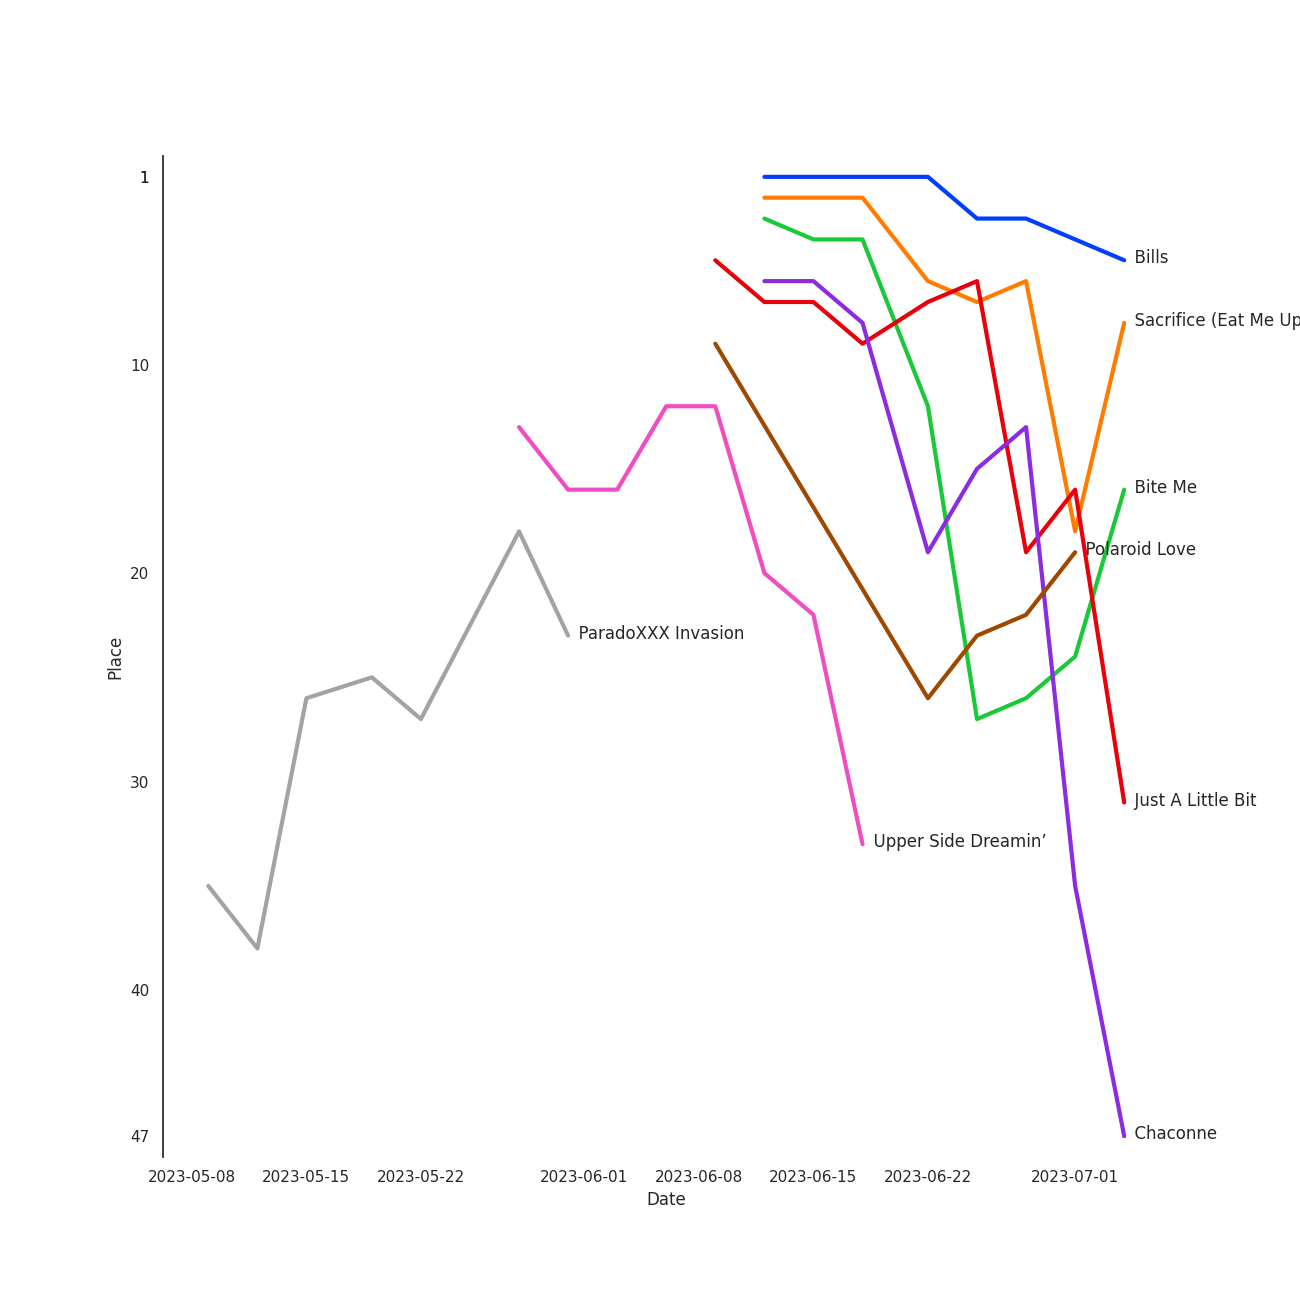 1
Bills
Sacrifice (Eat Me Up
10
Bite Me
Polaroid Love
20
ParadoXXX Invasion
Place
30
Just A Little Bit
Upper Side Dreamin’
40
47
Chaconne
2023-05-08 2023-05-15 2023-05-22 2023-06-01 2023-06-08 2023-06-15 2023-06-22 2023-07-01
Date